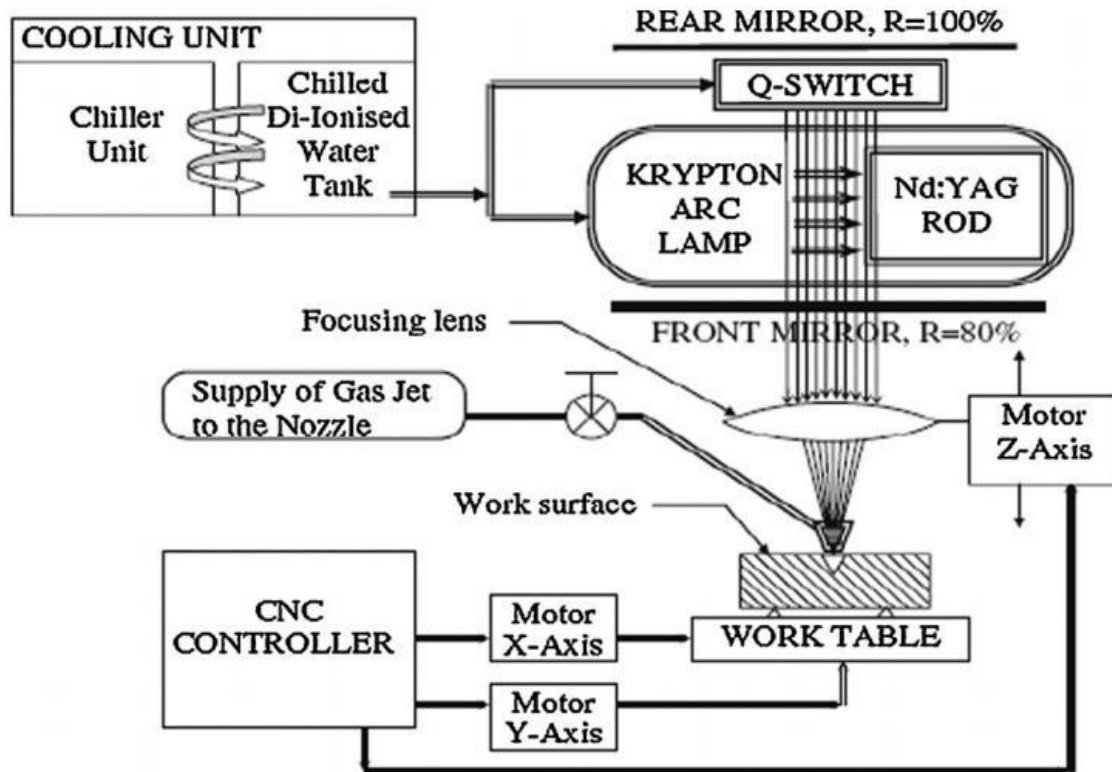 COOLING UNIT
Chiller
Unit
Chilled
Di-Ionised
Water
Tank
REAR MIRROR, R=100%
Q-SWITCH
KRYPTON
ARC
LAMP
Nd:YAG
ROD
FRONT MIRROR, R=80%
Focusing lens
Supply of Gas Jet
to the Nozzle
Motor
Z-Axis
Work surface
CNC
CONTROLLER
Motor
X-Axis
WORK TABLE
Motor
Y-Axis